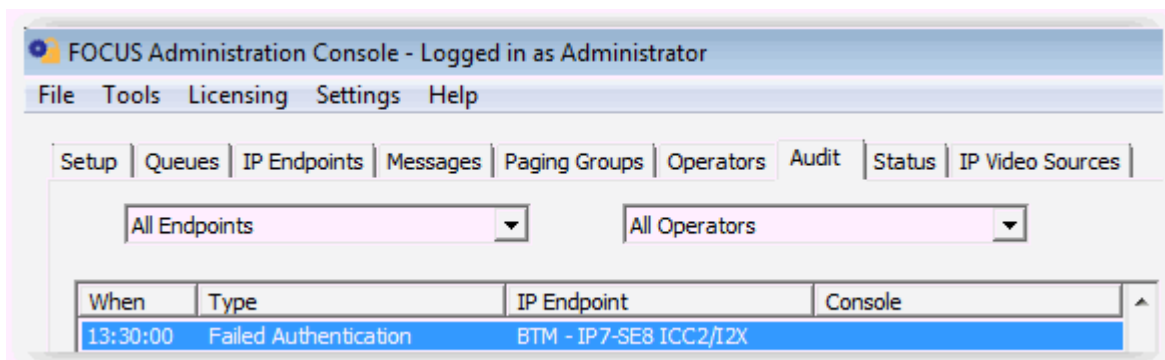 FOCUS Administration Console - Logged in as Administrator
File Tools Licensing Settings Help
Setup Queues IP Endpoints Messages Paging Groups Operators Audit Status IP Video Sources
All Endpoints All Operators
When Type IP Endpoint Console
13:30:00 Failed Authentication BTM - IP7-SE8 ICC2/I2X